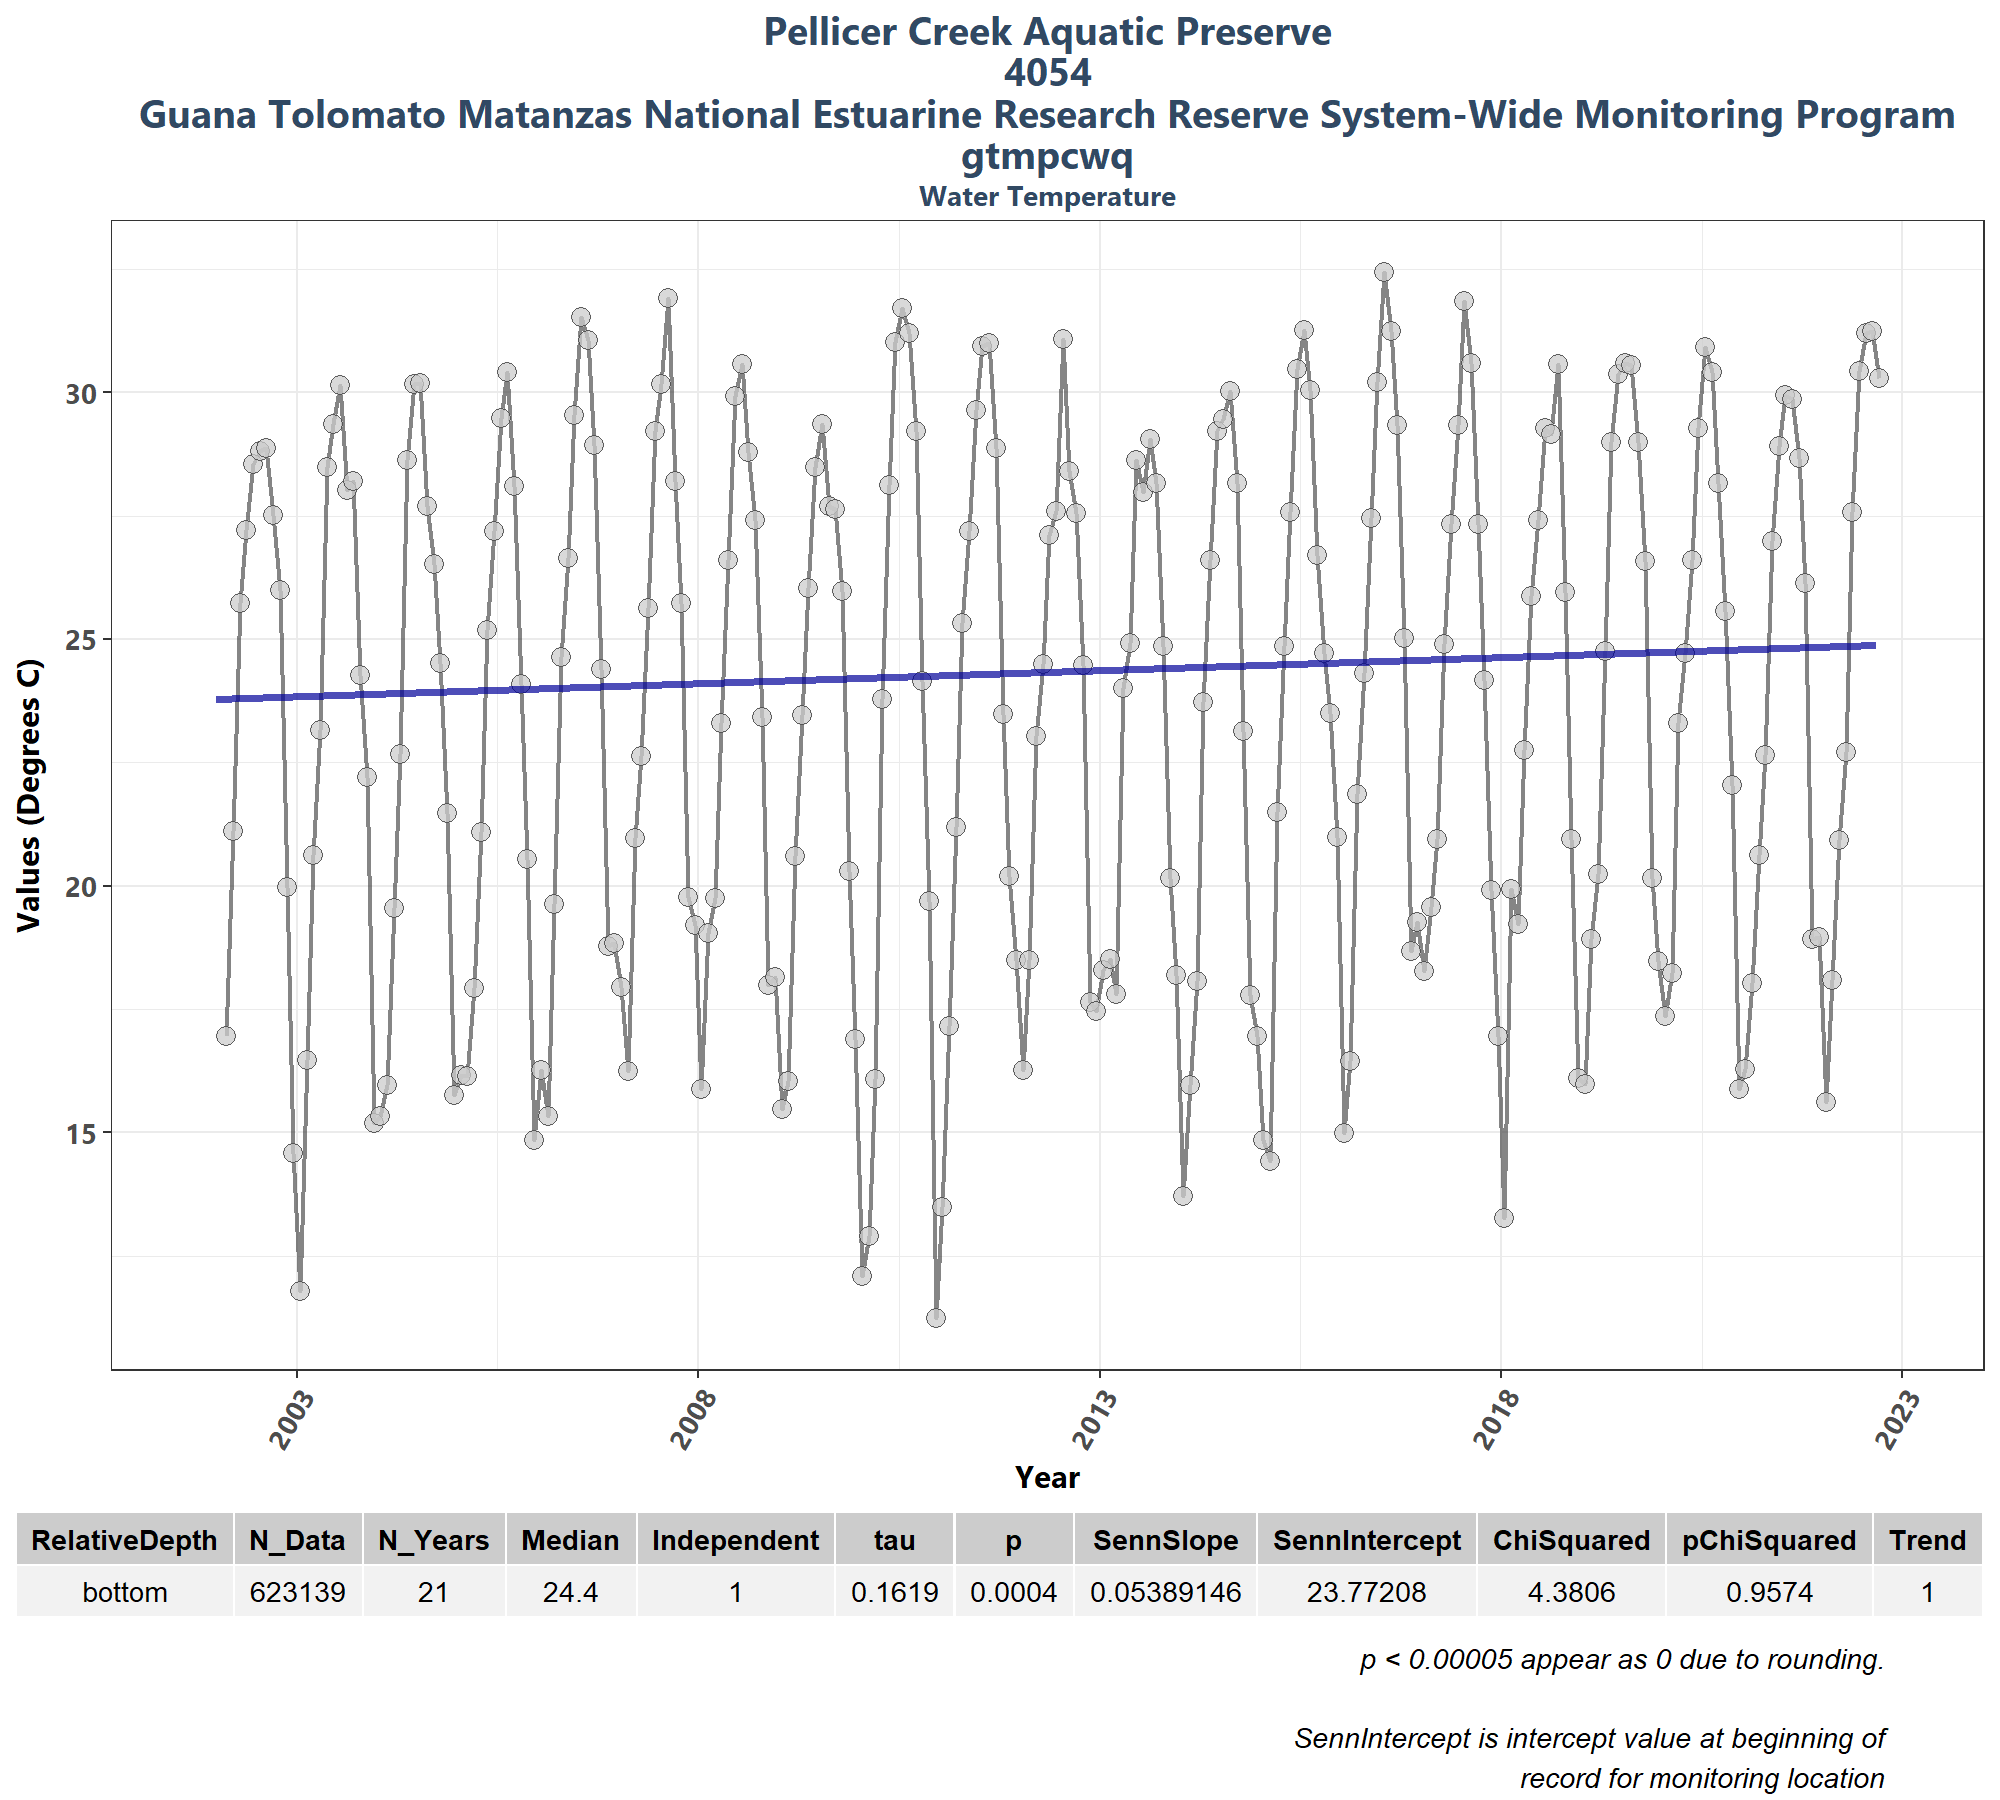 Pellicer Creek Aquatic Preserve
4054
Guana Tolomato Matanzas National Estuarine Research Reserve System-Wide Monitoring Program
gtmpcwq
Water Temperature
Values (Degrees C)
30
25
20
15
2003 2008 2013 2018 2023
Year
RelativeDepth N_Data N_Years Median Independent tau p SennSlope SennIntercept ChiSquared pChiSquared Trend
bottom 623139 21 24.4 1 0.1619 0.0004 0.05389146 23.77208 4.3806 0.9574 1
p < 0.00005 appear as 0 due to rounding.
SennIntercept is intercept value at beginning of
record for monitoring location